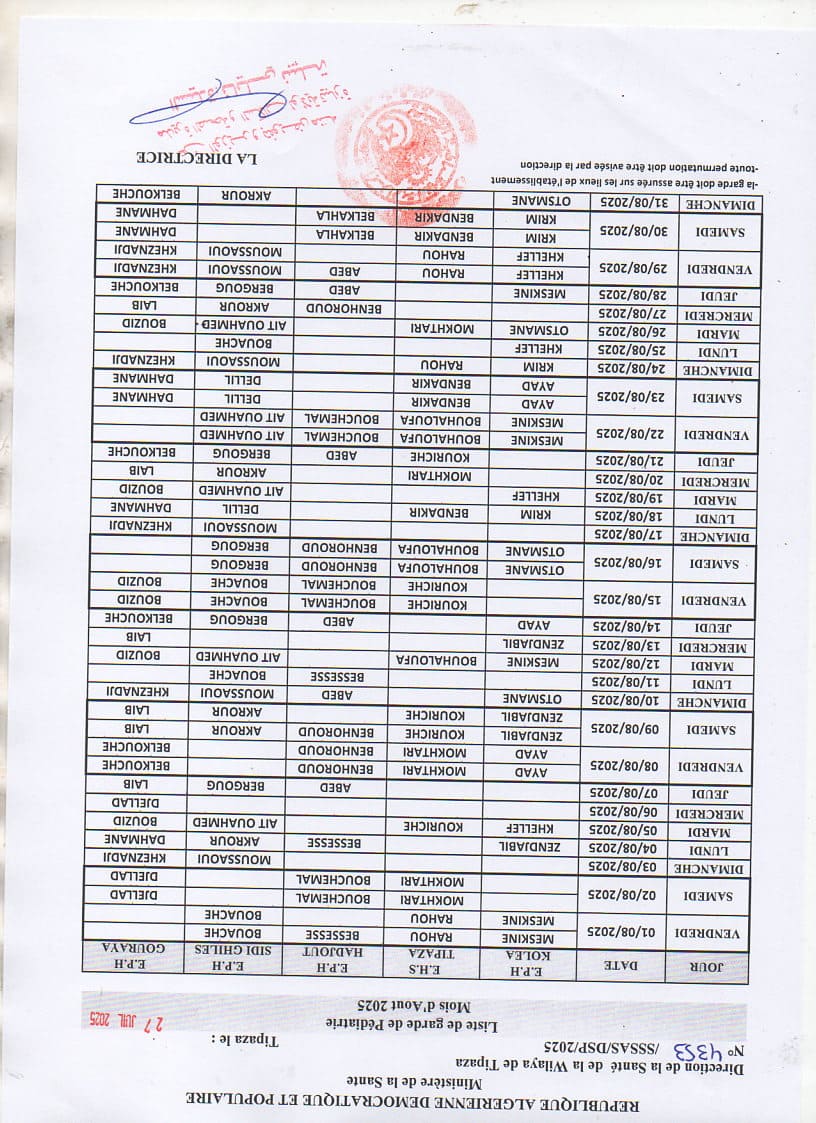 REPUBLIQUE ALGERIENNE DEMOCRATIQUE ET POPULAIRE
Ministère de la Sante
Direction de la Santé de la Wilaya de Tipaza
N° 4353 /SSSAS/DSP/2025
Tipaza le : 27 JUIL 2025
Liste de garde de Pédiatrie
Mois d'Aout 2025
JOUR DATE E.P.H KOLEA E.H.S TIPAZA E.P.H HADJOUT E.P.H SIDI GHILES E.P.H GOURAYA
VENDREDI 01/08/2025 MESKINE RAHOU BESSESSE BOUACHE
MESKINE RAHOU BOUACHE
SAMEDI 02/08/2025 MOKHTARI BOUCHEMAL DJELLAD
MOKHTARI BOUCHEMAL DJELLAD
DIMANCHE 03/08/2025 MOUSSAOUI KHEZNADJI
LUNDI 04/08/2025 ZENDJABIL BESSESSE AKROUR DAHMANE
MARDI 05/08/2025 KHELLEF KOURICHE AIT OUAHMED BOUZID
MERCREDI 06/08/2025 DJELLAD
JEUDI 07/08/2025 ABED BERGOUG LAIB
VENDREDI 08/08/2025 AYAD MOKHTARI BENHOROUD BELKOUCHE
AYAD MOKHTARI BENHOROUD BELKOUCHE
SAMEDI 09/08/2025 ZENDJABIL KOURICHE BENHOROUD AKROUR LAIB
ZENDJABIL KOURICHE AKROUR LAIB
DIMANCHE 10/08/2025 OTSMANE ABED MOUSSAOUI KHEZNADJI
LUNDI 11/08/2025 BESSESSE BOUACHE
MARDI 12/08/2025 MESKINE BOUHALOUFA AIT OUAHMED BOUZID
MERCREDI 13/08/2025 ZENDJABIL LAIB
JEUDI 14/08/2025 AYAD ABED BERGOUG BELKOUCHE
VENDREDI 15/08/2025 KOURICHE BOUCHEMAL BOUACHE BOUZID
KOURICHE BOUCHEMAL BOUACHE BOUZID
SAMEDI 16/08/2025 OTSMANE BOUHALOUFA BENHOROUD BERGOUG
OTSMANE BOUHALOUFA BENHOROUD BERGOUG
DIMANCHE 17/08/2025 MOUSSAOUI KHEZNADJI
LUNDI 18/08/2025 KRIM BENDAKIR DELLIL DAHMANE
MARDI 19/08/2025 KHELLEF AIT OUAHMED BOUZID
MERCREDI 20/08/2025 MOKHTARI AKROUR LAIB
JEUDI 21/08/2025 KOURICHE ABED BERGOUG BELKOUCHE
VENDREDI 22/08/2025 MESKINE BOUHALOUFA BOUCHEMAL AIT OUAHMED
MESKINE BOUHALOUFA BOUCHEMAL AIT OUAHMED
SAMEDI 23/08/2025 AYAD BENDAKIR DELLIL DAHMANE
AYAD BENDAKIR DELLIL DAHMANE
DIMANCHE 24/08/2025 KRIM RAHOU MOUSSAOUI KHEZNADJI
LUNDI 25/08/2025 KHELLEF BOUACHE
MARDI 26/08/2025 OTSMANE MOKHTARI AIT OUAHMED BOUZID
MERCREDI 27/08/2025 BENHOROUD AKROUR LAIB
JEUDI 28/08/2025 MESKINE ABED BERGOUG BELKOUCHE
VENDREDI 29/08/2025 KHELLEF RAHOU ABED MOUSSAOUI KHEZNADJI
KHELLEF RAHOU MOUSSAOUI KHEZNADJI
SAMEDI 30/08/2025 KRIM BENDAKIR BELKAHLA DAHMANE
KRIM BENDAKIR BELKAHLA DAHMANE
DIMANCHE 31/08/2025 OTSMANE AKROUR BELKOUCHE
-la garde doit être assurée sur les lieux de l'établissement
-toute permutation doit être avisée par la direction
LA DIRECTRICE
عن الوزير و بتفويض منه
مديرة الصحة و السكان لولاية تيبازة
السيدة نايلي نبيلة